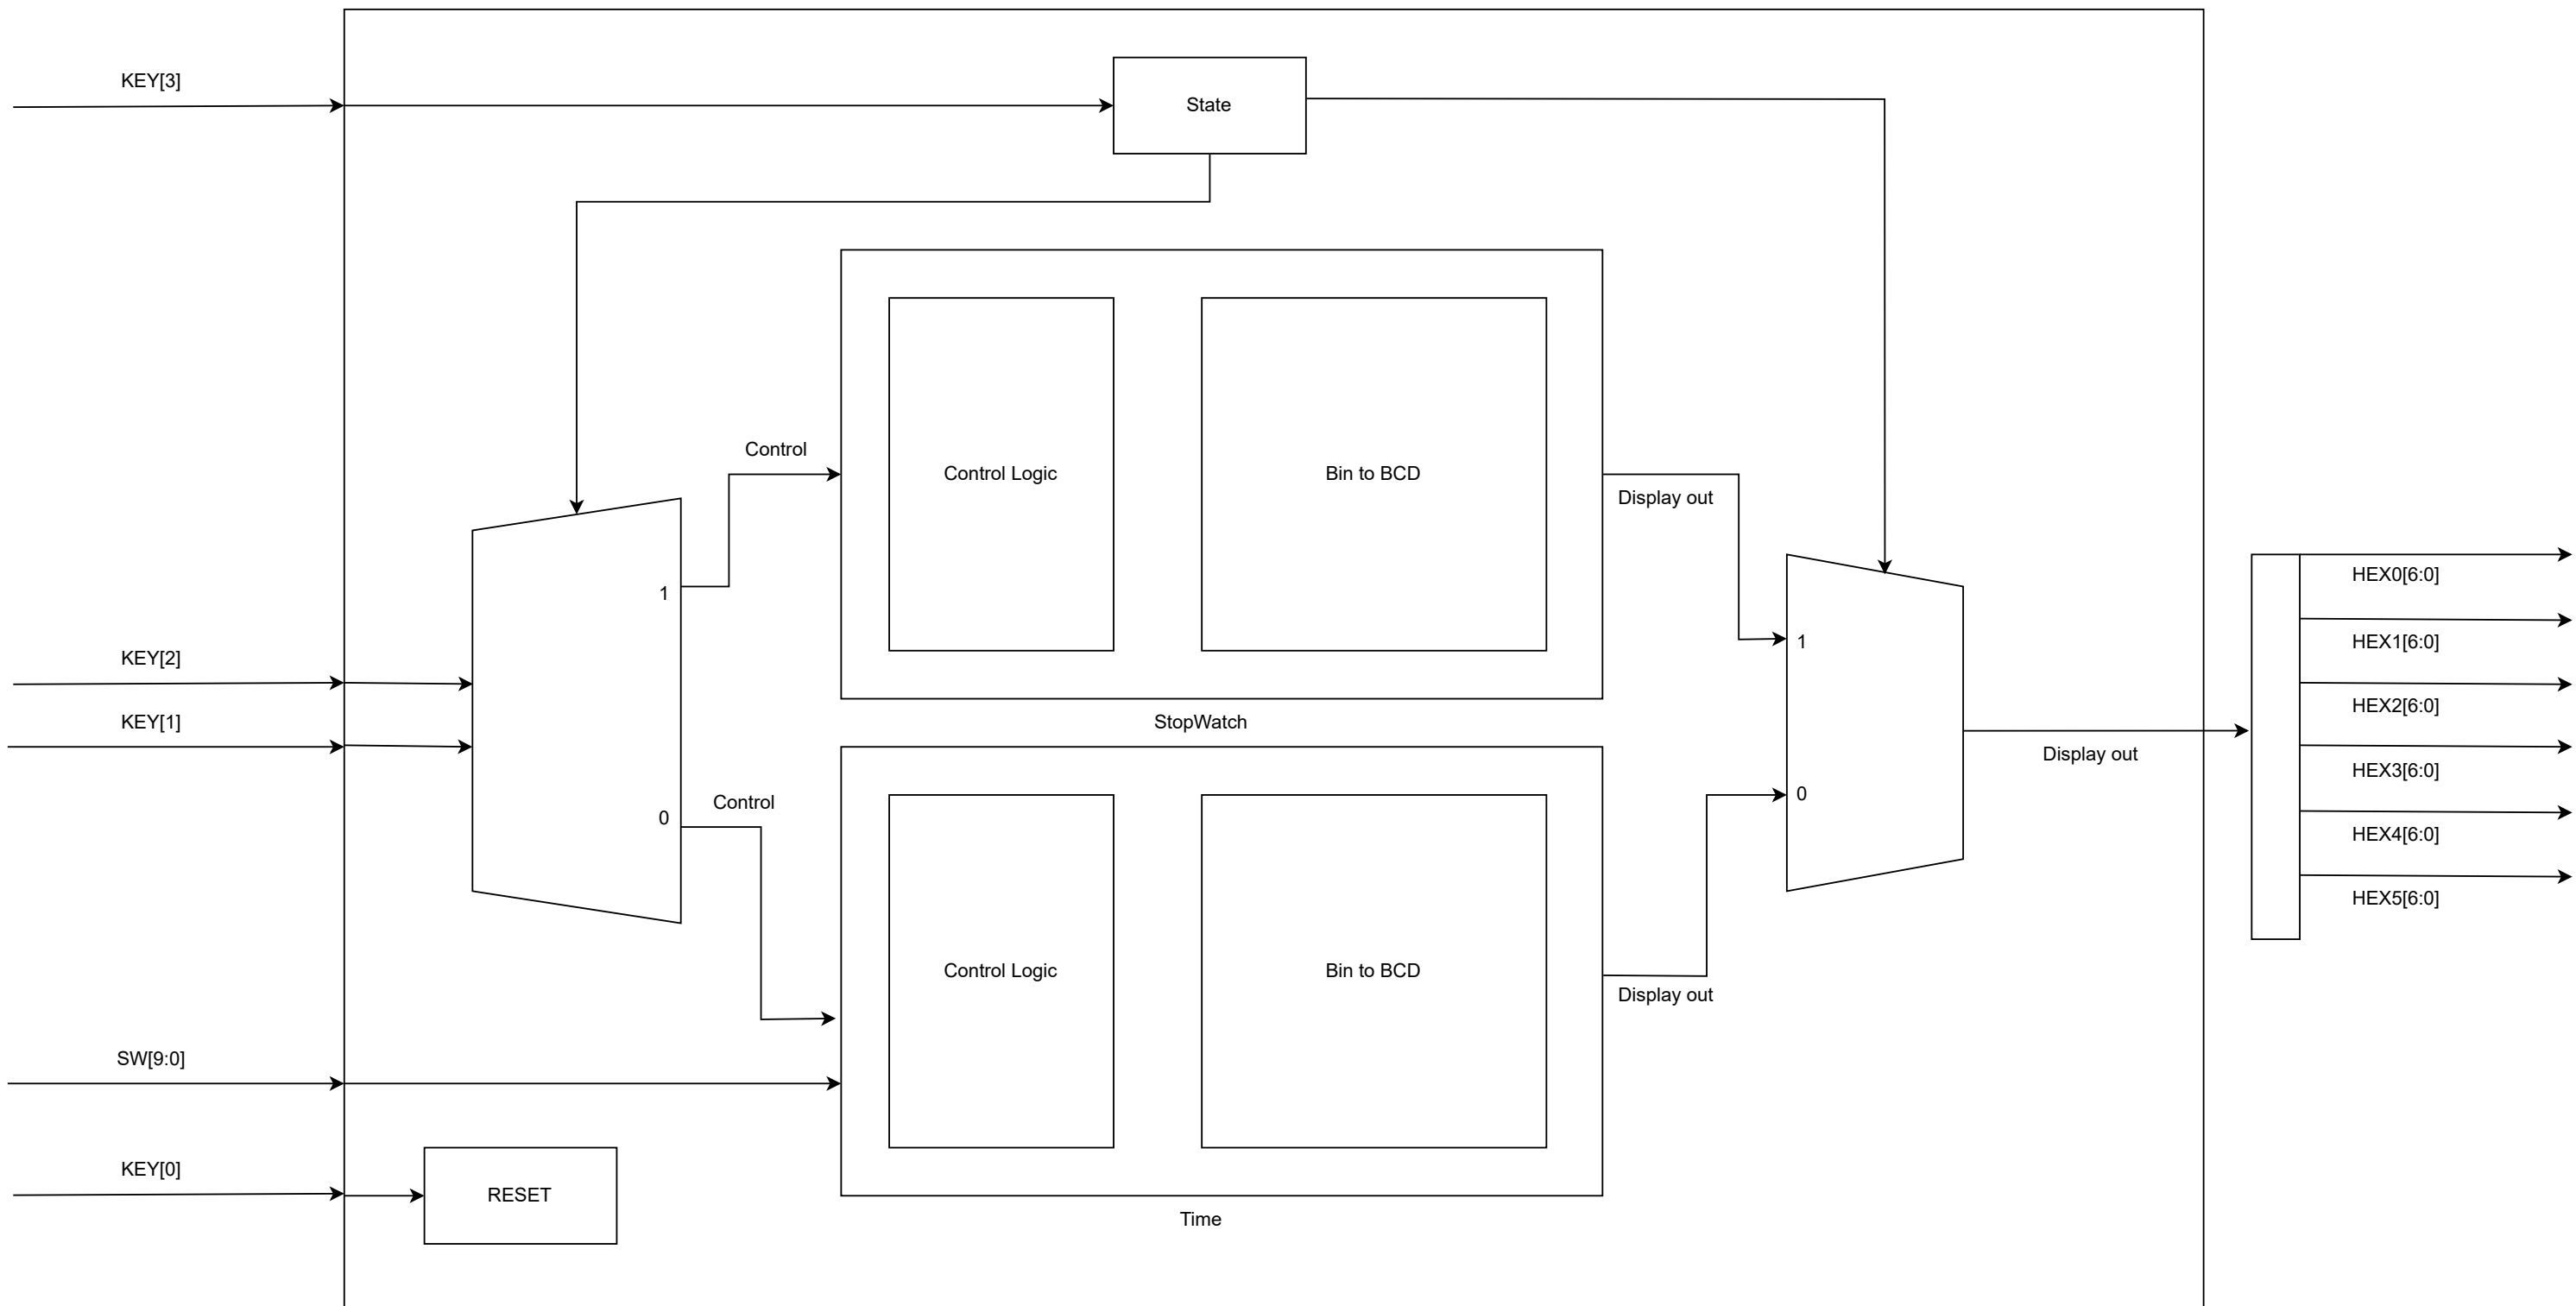 KEY[3]
State
Control
Control Logic
Bin to BCD
Display out
1
1
HEX0[6:0]
HEX1[6:0]
KEY[2]
HEX2[6:0]
KEY[1]
StopWatch
Display out
HEX3[6:0]
0
Control
0
HEX4[6:0]
HEX5[6:0]
Control Logic
Bin to BCD
Display out
SW[9:0]
KEY[0]
RESET
Time